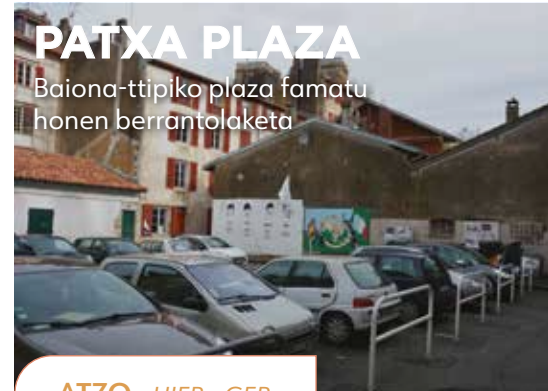 PATXA PLAZA
Baiona-ttipiko plaza famatu
honen berrantolaketa
ATZO HIER GER